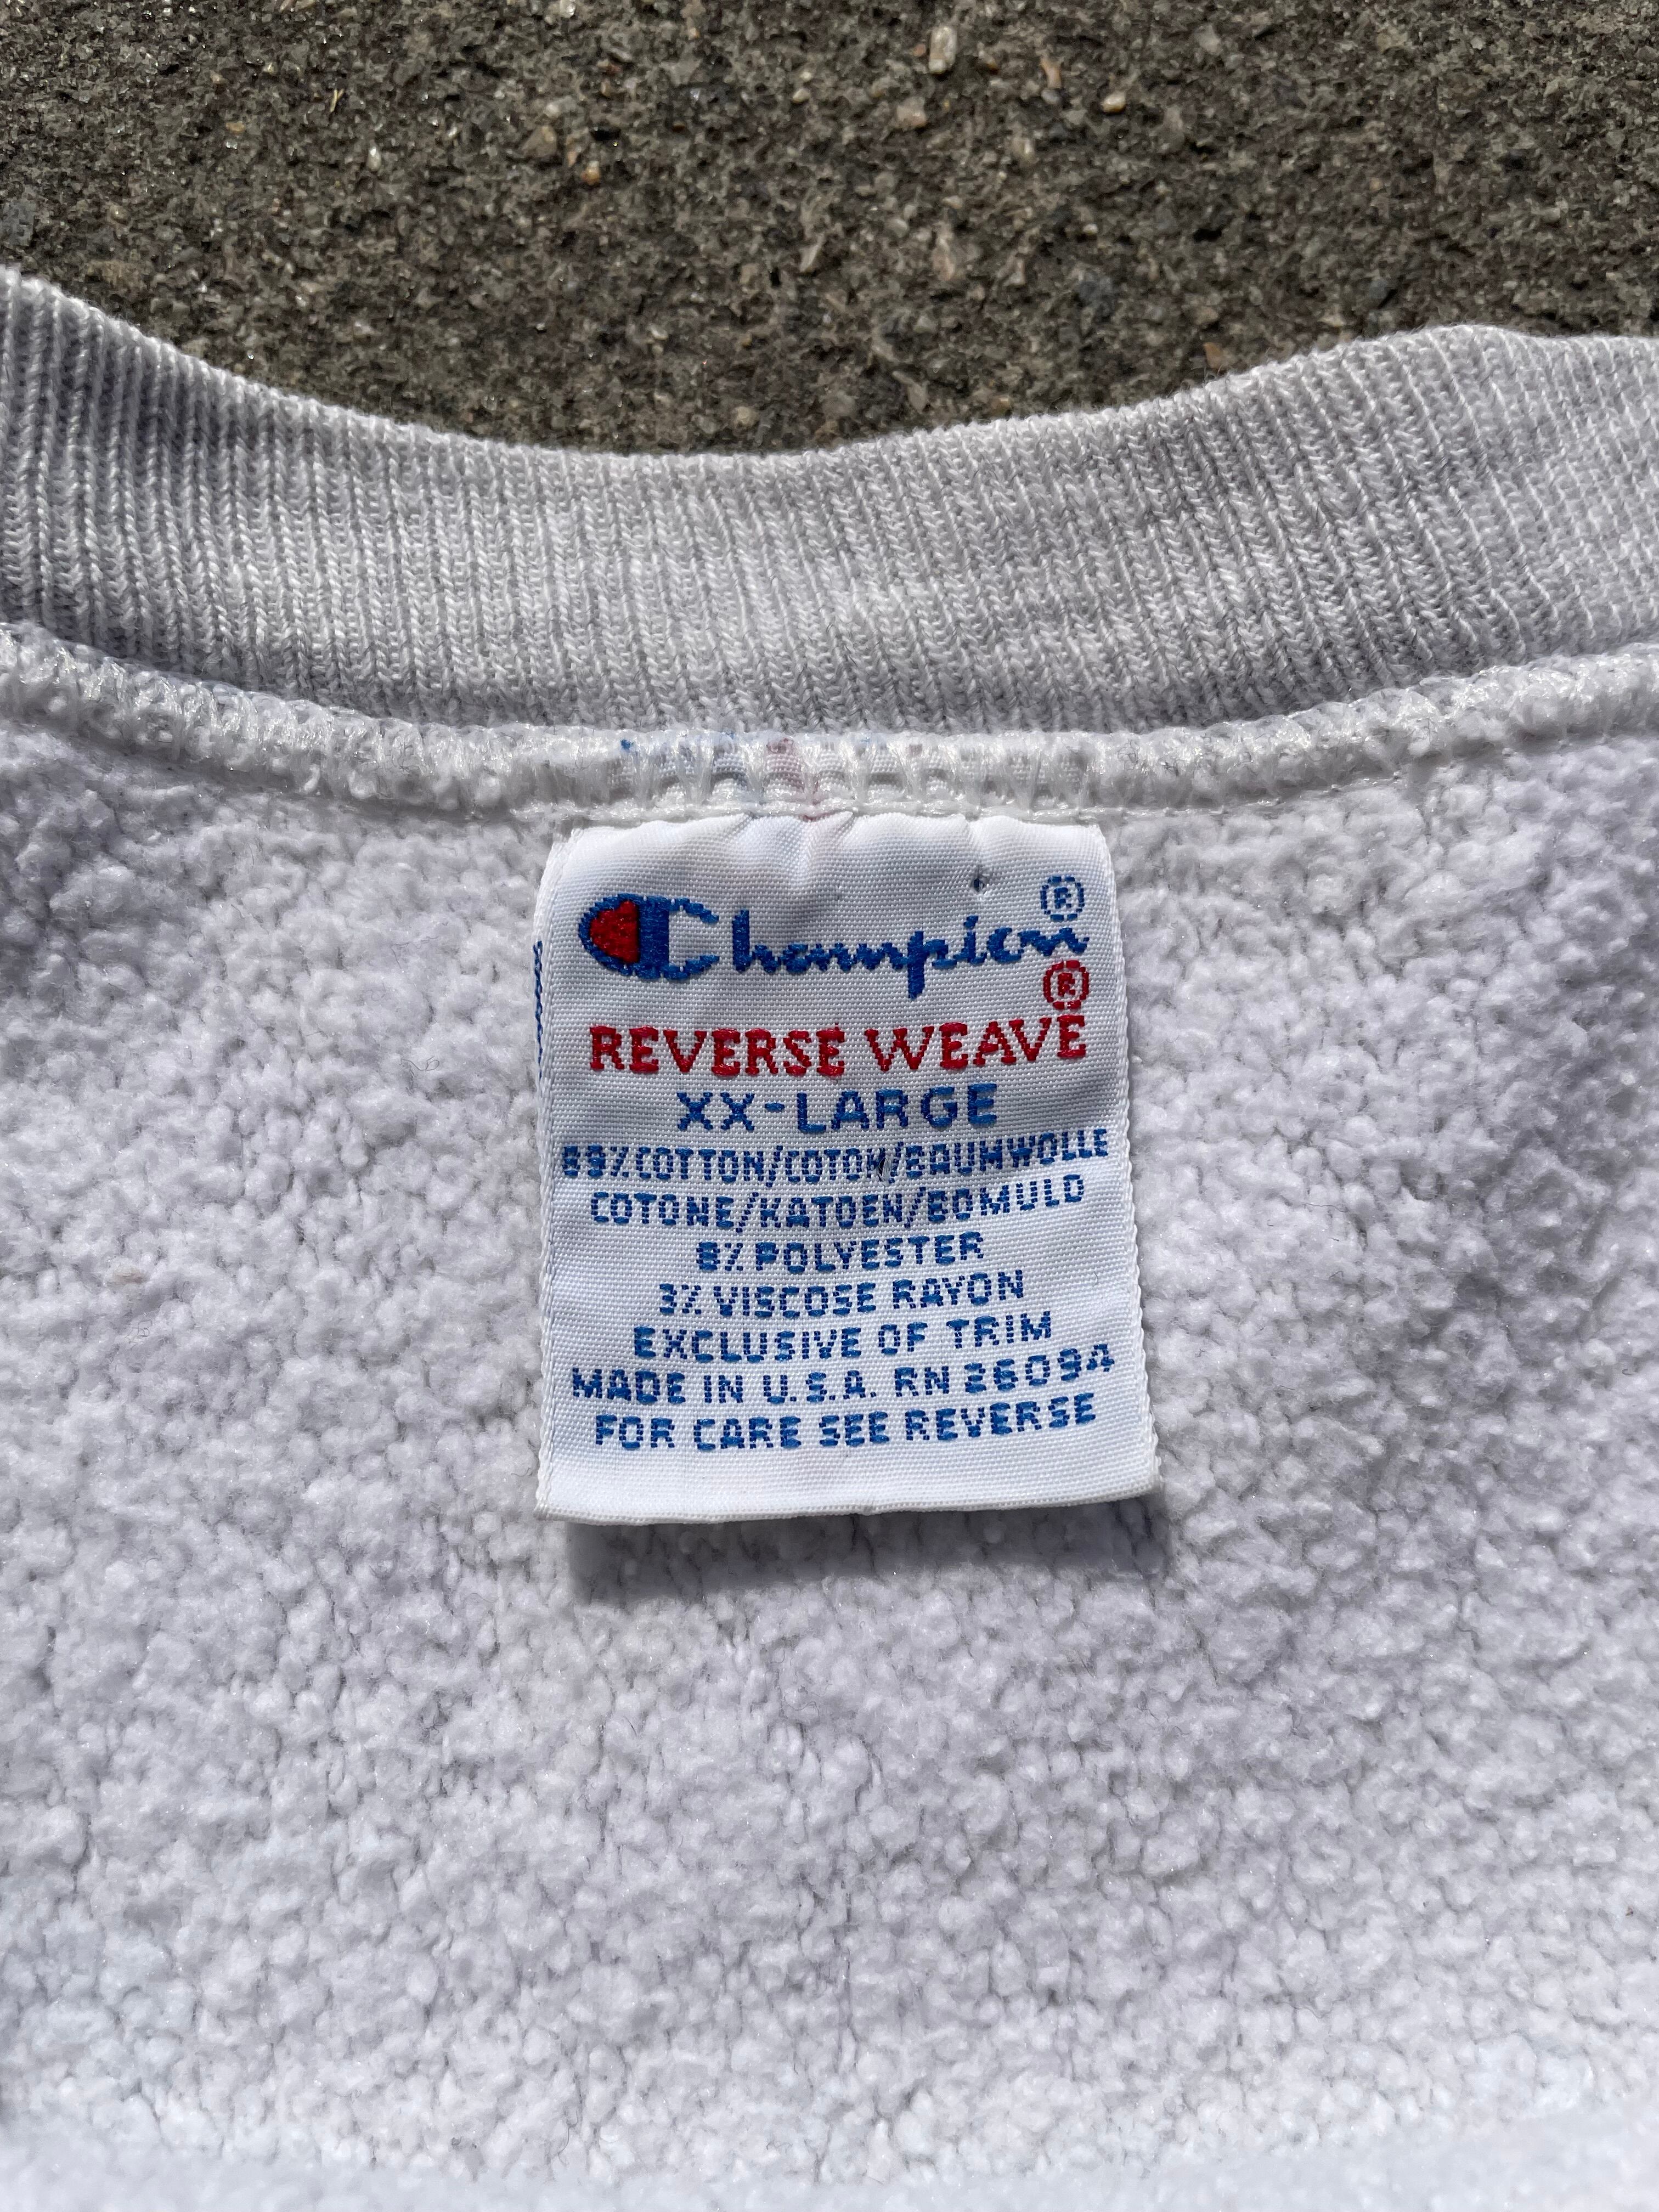 Champion®
REVERSE WEAVE®
XX-LARGE
89%COTTON/COTON/BAUMWOLLE
COTONE/KATOEN/BOMULD
8% POLYESTER
3% VISCOSE RAYON
EXCLUSIVE OF TRIM
MADE IN U.S.A. RN 26094
FOR CARE SEE REVERSE